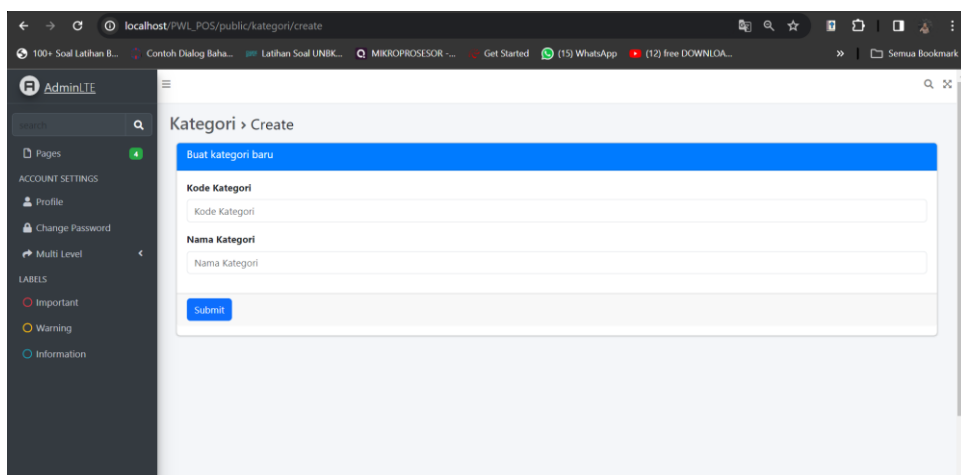 localhost/PWL_POS/public/kategori/create
100+ Soal Latihan B... Contoh Dialog Baha... Latihan Soal UNBK... MIKROPROSESOR -... Get Started (15) WhatsApp (12) free DOWNLOA... » Semua Bookmark
AdminLTE
search
Kategori › Create
Pages 4
Buat kategori baru
ACCOUNT SETTINGS
Kode Kategori
Profile
Kode Kategori
Change Password
Nama Kategori
Multi Level
Nama Kategori
LABELS
Important
Submit
Warning
Information